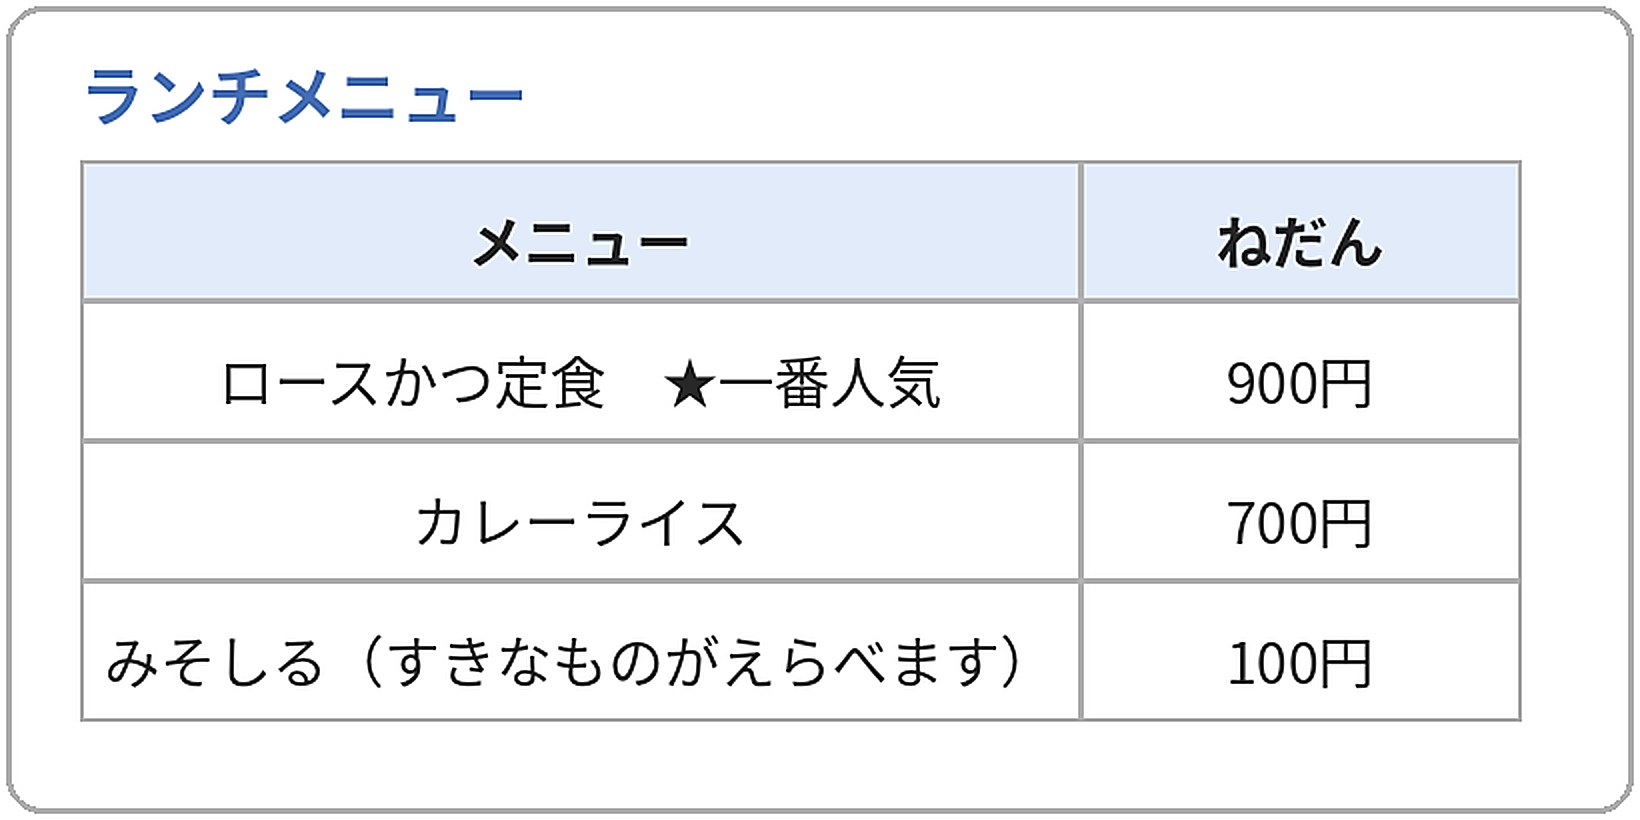 ランチメニュー
メニュー ねだん
ロースかつ定食　★一番人気 900円
カレーライス 700円
みそしる（すきなものがえらべます） 100円